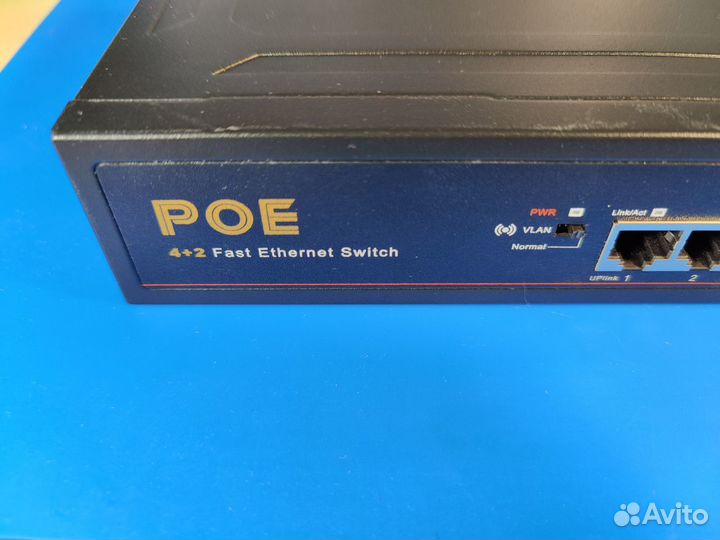 POE
4+2 Fast Ethernet Switch
PWR
VLAN
Normal
Link/Act
UPlink 1 2
Avito